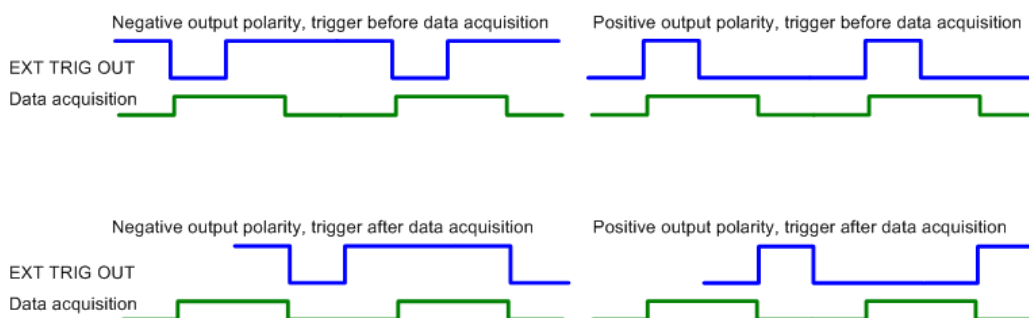 Negative output polarity, trigger before data acquisition
Positive output polarity, trigger before data acquisition
EXT TRIG OUT
Data acquisition
Negative output polarity, trigger after data acquisition
Positive output polarity, trigger after data acquisition
EXT TRIG OUT
Data acquisition